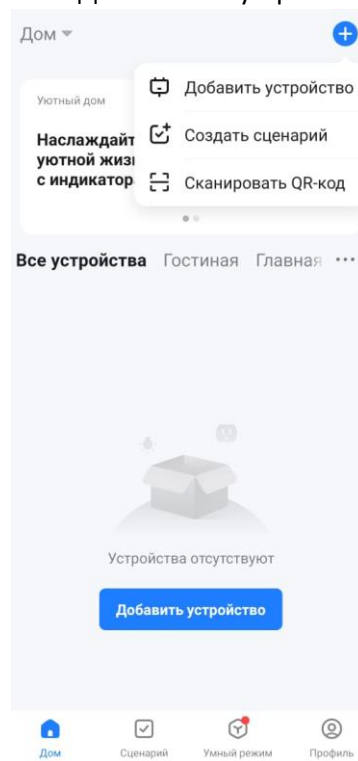 Дом
Добавить устройство
Уютный дом
Создать сценарий
Наслаждайт
уютной жизн
с индикатор
Сканировать QR-код
Все устройства Гостиная Главная
Устройства отсутствуют
Добавить устройство
Дом Сценарий Умный режим Профиль